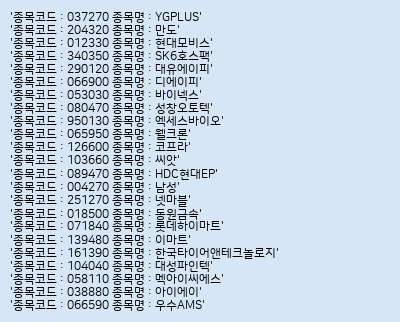 '종목코드 : 037270 종목명 : YGPLUS'
'종목코드 : 204320 종목명 : 만도'
'종목코드 : 012330 종목명 : 현대모비스'
'종목코드 : 340350 종목명 : SK6호스팩'
'종목코드 : 290120 종목명 : 대유에이피'
'종목코드 : 066900 종목명 : 디에이피'
'종목코드 : 053030 종목명 : 바이넥스'
'종목코드 : 080470 종목명 : 성창오토텍'
'종목코드 : 950130 종목명 : 엑세스바이오'
'종목코드 : 065950 종목명 : 웰크론'
'종목코드 : 126600 종목명 : 코프라'
'종목코드 : 103660 종목명 : 씨앗'
'종목코드 : 089470 종목명 : HDC현대EP'
'종목코드 : 004270 종목명 : 남성'
'종목코드 : 251270 종목명 : 넷마블'
'종목코드 : 018500 종목명 : 동원금속'
'종목코드 : 071840 종목명 : 롯데하이마트'
'종목코드 : 139480 종목명 : 이마트'
'종목코드 : 161390 종목명 : 한국타이어앤테크놀로지'
'종목코드 : 104040 종목명 : 대성파인텍'
'종목코드 : 058110 종목명 : 멕아이씨에스'
'종목코드 : 038880 종목명 : 아이에이'
'종목코드 : 066590 종목명 : 우수AMS'